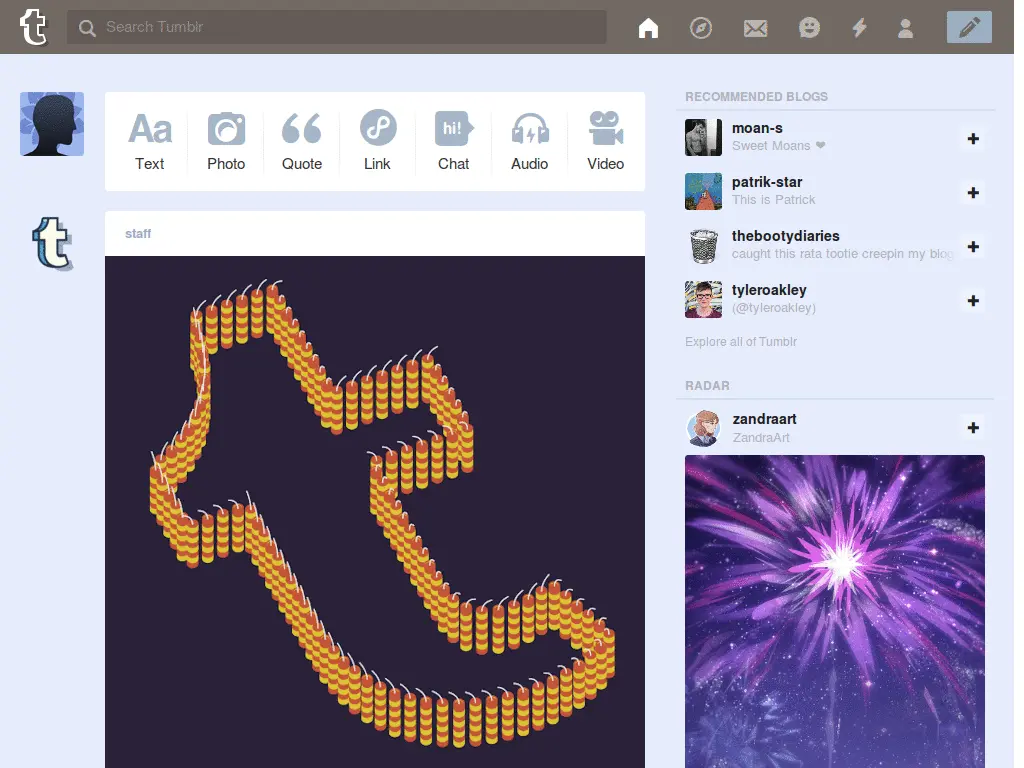 Search Tumblr
Aa
Text
Photo
Quote
Link
hi!
Chat
Audio
Video
staff
RECOMMENDED BLOGS
moan-s
Sweet Moans ❤
patrik-star
This is Patrick
thebootydiaries
caught this rata tootie creepin my blog
tyleroakley
(@tyleroakley)
Explore all of Tumblr
RADAR
zandraart
ZandraArt